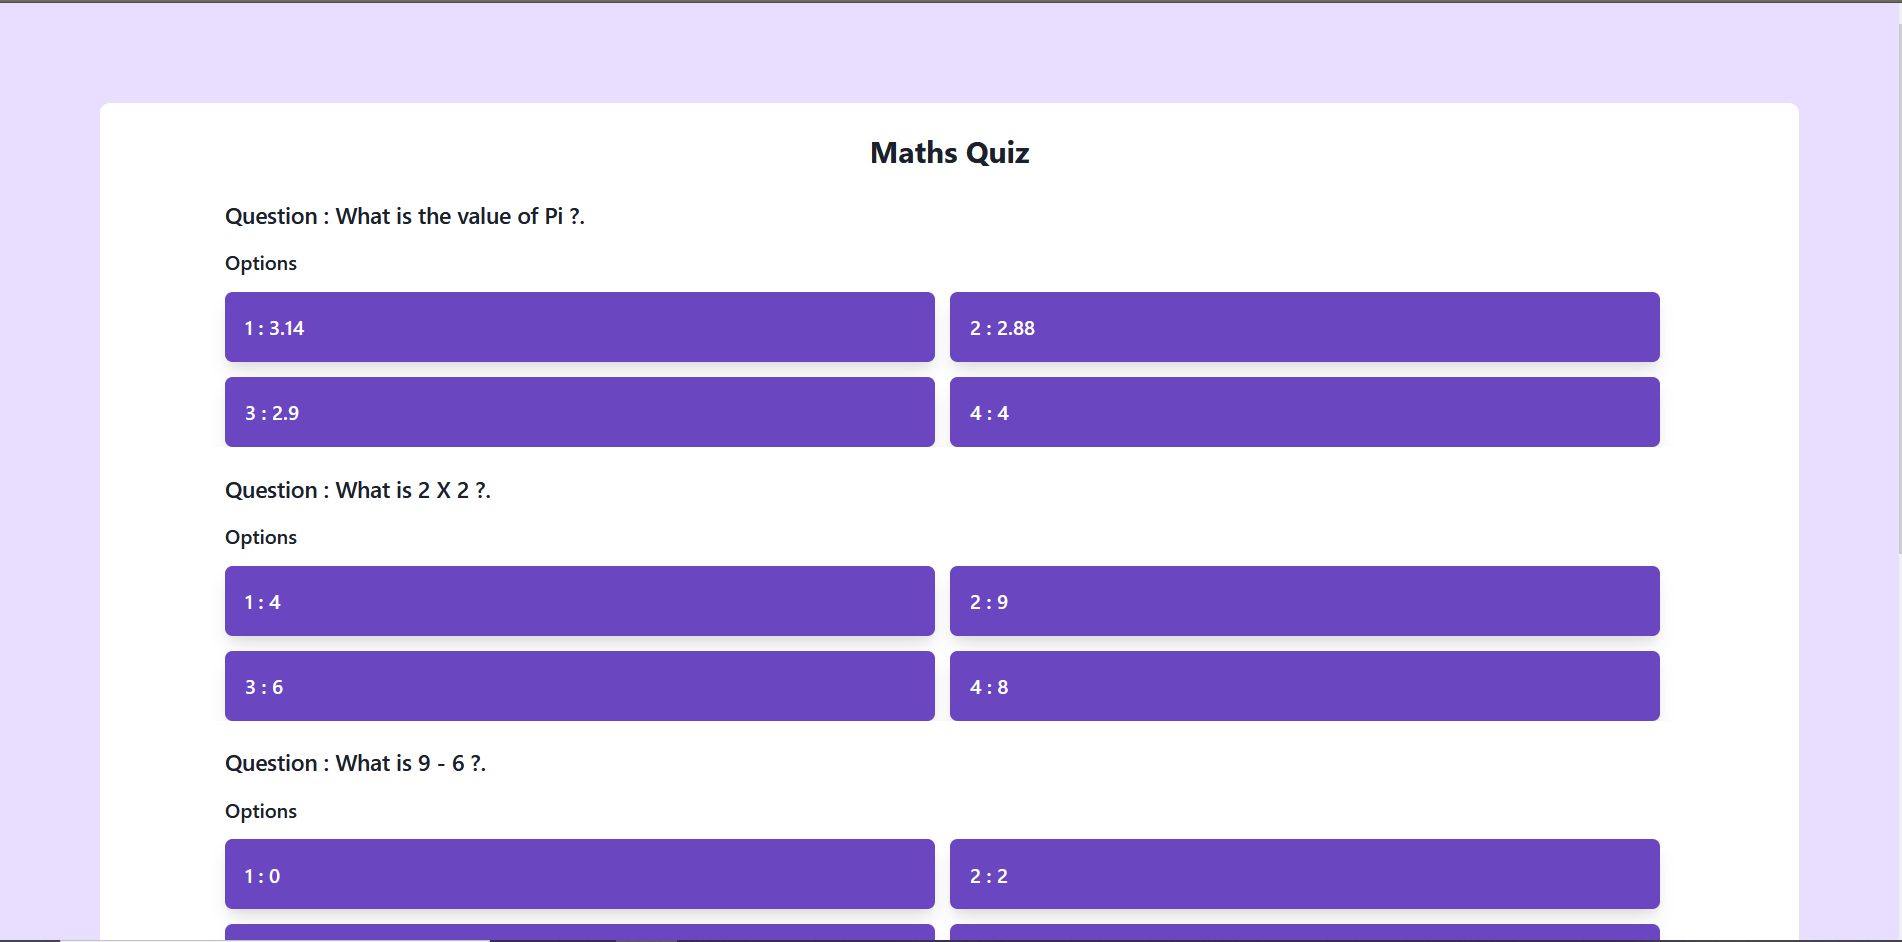 Maths Quiz
Question : What is the value of Pi ?.
Options
1 : 3.14
2 : 2.88
3 : 2.9
4 : 4
Question : What is 2 X 2 ?.
Options
1 : 4
2 : 9
3 : 6
4 : 8
Question : What is 9 - 6 ?.
Options
1 : 0
2 : 2